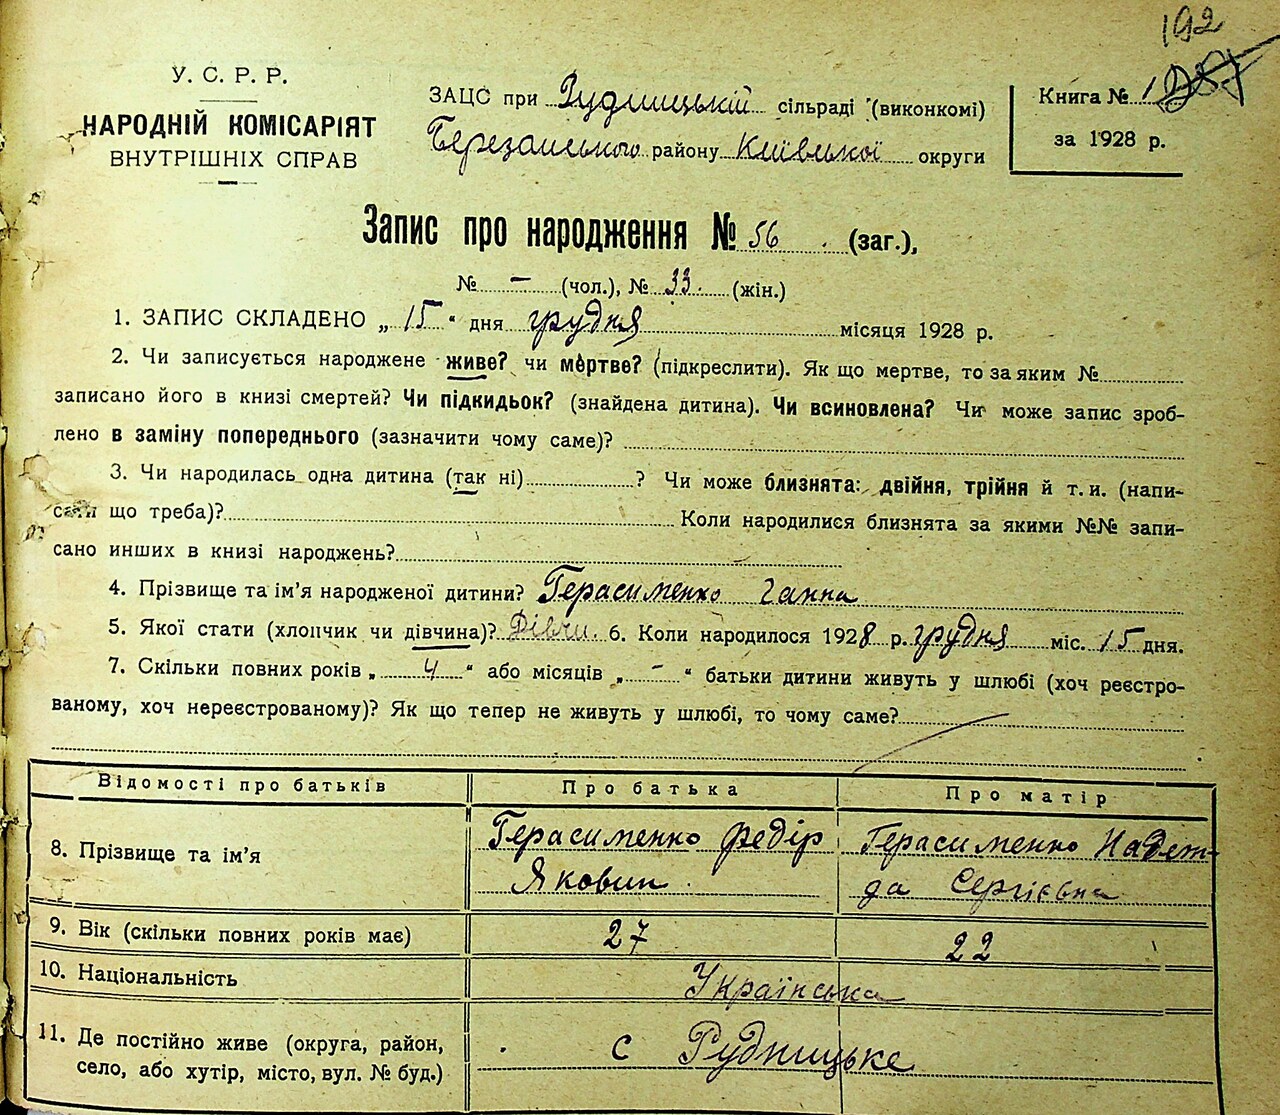 192
У. С. Р. Р.
НАРОДНІЙ КОМІСАРІЯТ
ВНУТРІШНІХ СПРАВ
ЗАЦС при Рудницькій сільраді (виконкомі)
Березанського району Київської округи
Книга №
за 1928 р.
Запис про народження № 56 (заг.),
№ — (чол.), № 33 (жін.)
1. ЗАПИС СКЛАДЕНО „ 15 “ дня грудня місяця 1928 р.
2. Чи записується народжене живе? чи мертве? (підкреслити). Як що мертве, то за яким №
записано його в книзі смертей? Чи підкидьок? (знайдена дитина). Чи всиновлена? Чи може запис зроб-
лено в заміну попереднього (зазначити чому саме)?
3. Чи народилась одна дитина (так ні) ? Чи може близнята: двійня, трійня й т. и. (напи-
сати що треба)? Коли народилися близнята за якими №№ запи-
сано инших в книзі народжень?
4. Прізвище та ім’я народженої дитини? Герасименко Ганна
5. Якої стати (хлопчик чи дівчина)? Дівчи. 6. Коли народилося 1928 р. грудня міс. 15 дня.
7. Скільки повних років „ 4 “ або місяців „ — “ батьки дитини живуть у шлюбі (хоч реєстро-
ваному, хоч нереєстрованому)? Як що тепер не живуть у шлюбі, то чому саме?
Відомості про батьків Про батька Про матір
8. Прізвище та ім’я Герасименко Федір Герасименко Надеж-
Якович да Сергієвна
9. Вік (скільки повних років має) 27 22
10. Національність Українська
11. Де постійно живе (округа, район, с Рудницьке
село, або хутір, місто, вул. № буд.)